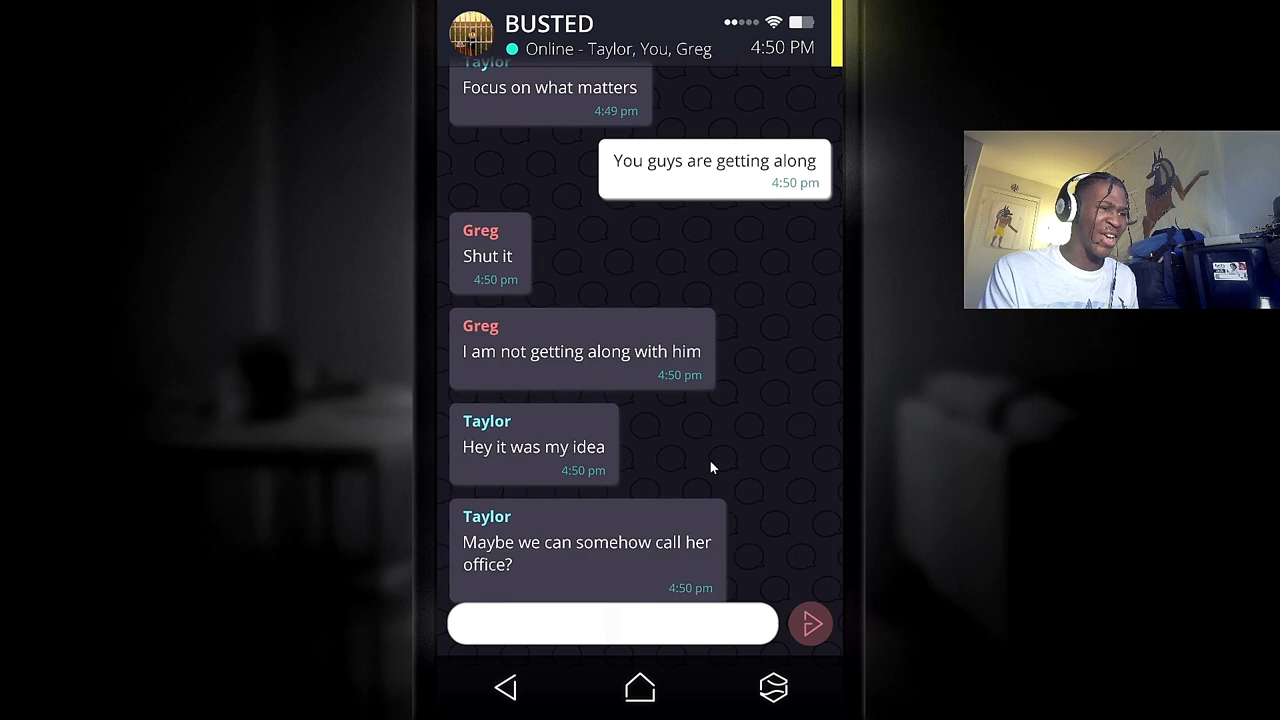 BUSTED
Online - Taylor, You, Greg
4:50 PM
Taylor
Focus on what matters
4:49 pm
You guys are getting along
4:50 pm
Greg
Shut it
4:50 pm
Greg
I am not getting along with him
4:50 pm
Taylor
Hey it was my idea
4:50 pm
Taylor
Maybe we can somehow call her
office?
4:50 pm